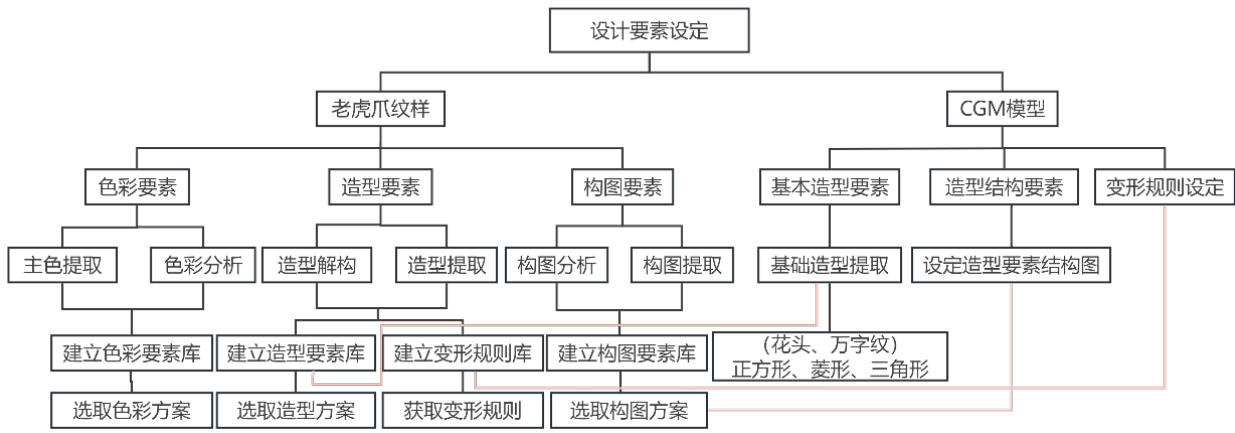 设计要素设定
老虎爪纹样
CGM模型
色彩要素
造型要素
构图要素
基本造型要素
造型结构要素
变形规则设定
主色提取
色彩分析
造型解构
造型提取
构图分析
构图提取
基础造型提取
设定造型要素结构图
建立色彩要素库
建立造型要素库
建立变形规则库
建立构图要素库
（花头、万字纹）
正方形、菱形、三角形
选取色彩方案
选取造型方案
获取变形规则
选取构图方案